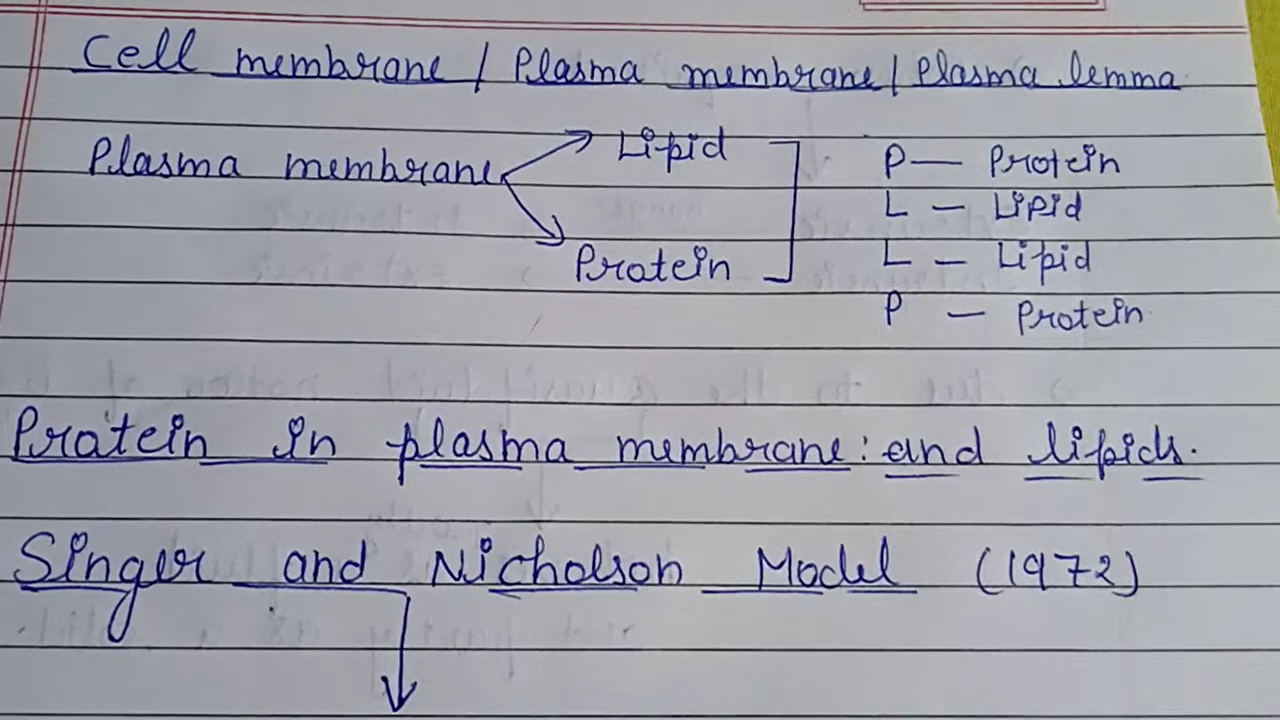 Cell membrane / Plasma membrane / Plasma lemma
Plasma membrane
Lipid
Protein
P — Protein
L — Lipid
L — Lipid
P — Protein
Protein in plasma membrane: and lipids.
Singer and Nicholson Model (1972)